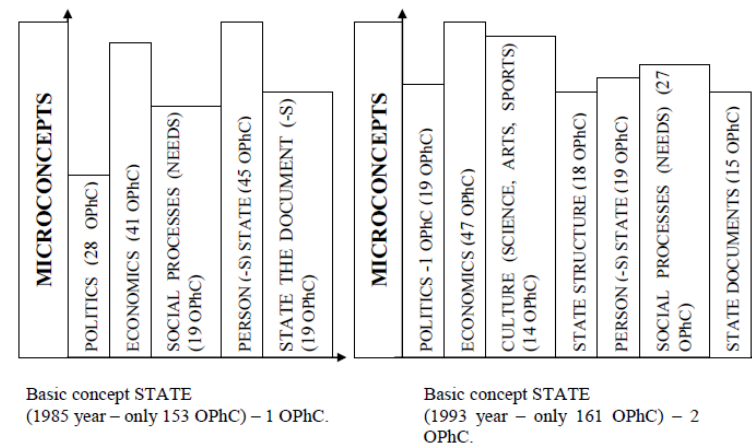 MICROCONCEPTS
POLITICS (28 OPhC)
ECONOMICS (41 OPhC)
SOCIAL PROCESSES (NEEDS)
(19 OPhC)
PERSON (-S) STATE (45 OPhC)
STATE THE DOCUMENT (-S)
(19 OPhC)
Basic concept STATE
(1985 year – only 153 OPhC) – 1 OPhC.
MICROCONCEPTS
POLITICS -1 OPhC (19 OPhC)
ECONOMICS (47 OPhC)
CULTURE (SCIENCE, ARTS, SPORTS)
(14 OPhC)
STATE STRUCTURE (18 OPhC)
PERSON (-S) STATE (19 OPhC)
SOCIAL PROCESSES (NEEDS) (27
OPhC)
STATE DOCUMENTS (15 OPhC)
Basic concept STATE
(1993 year – only 161 OPhC) – 2
OPhC.